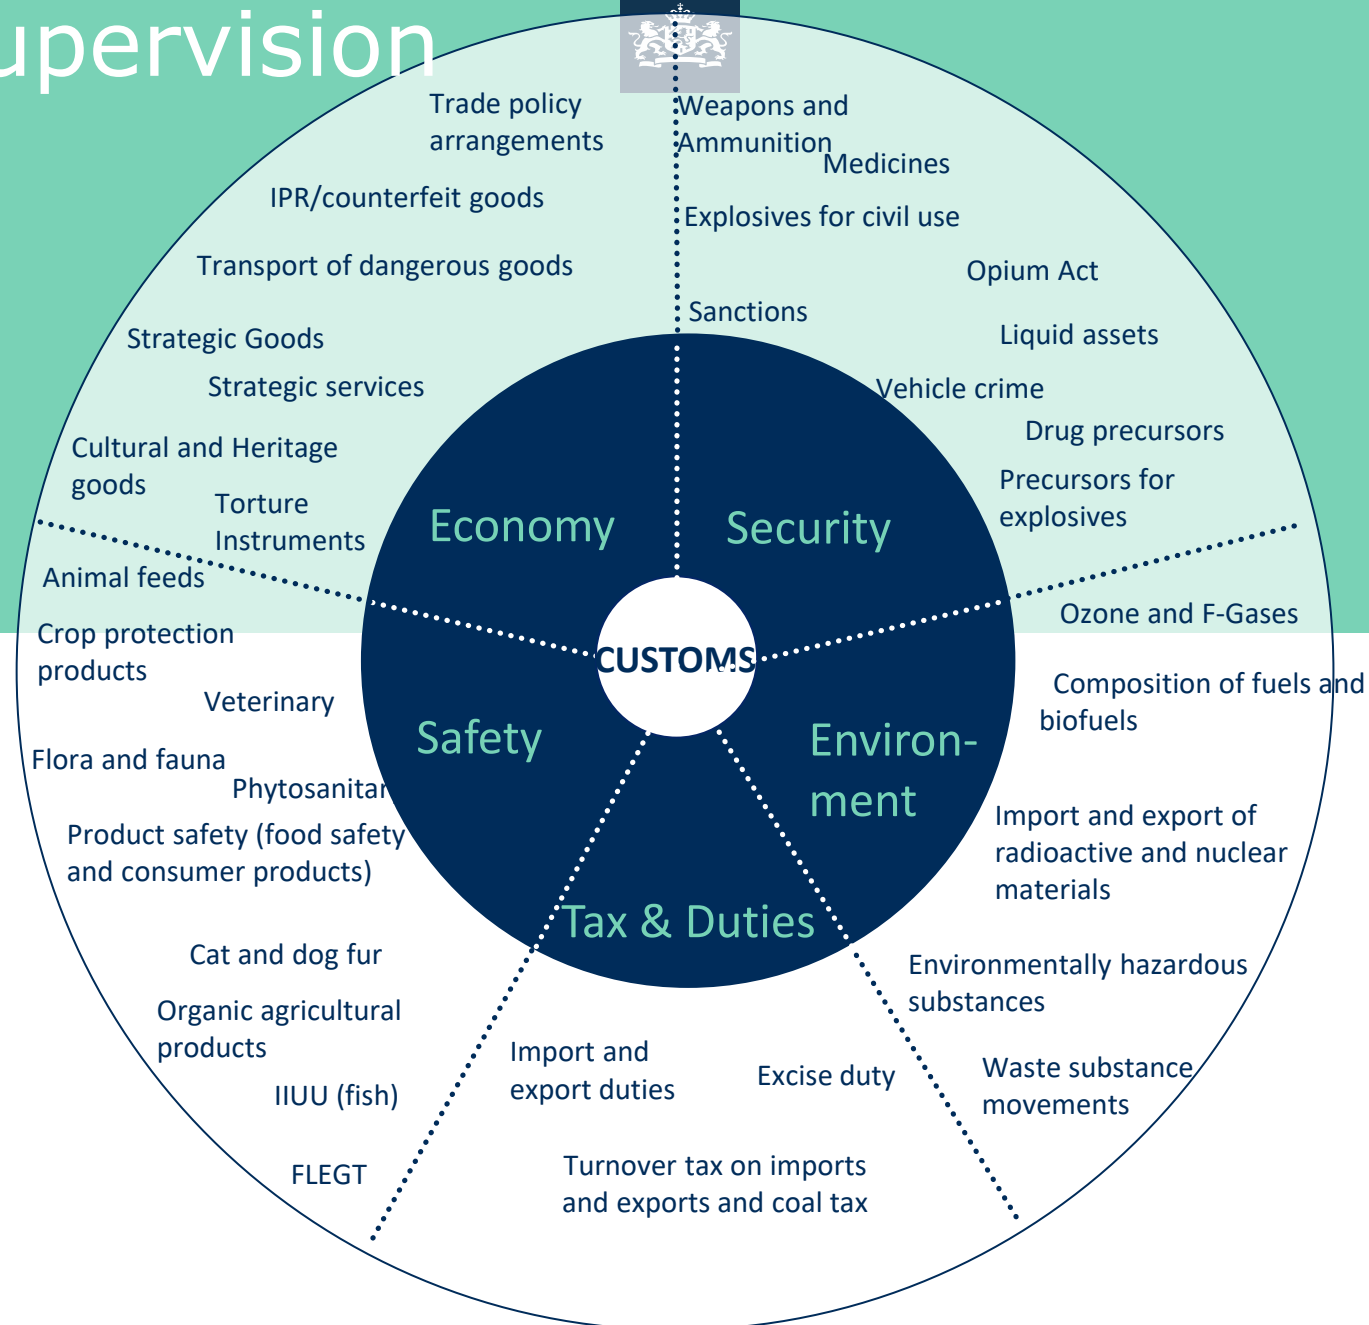 upervision
Trade policy
arrangements
IPR/counterfeit goods
Transport of dangerous goods
Strategic Goods
Strategic services
Cultural and Heritage
goods
Torture
Instruments
Weapons and
Ammunition
Medicines
Explosives for civil use
Opium Act
Sanctions
Liquid assets
Vehicle crime
Drug precursors
Precursors for
explosives
Economy
Security
CUSTOMS
Safety
Environ-
ment
Tax & Duties
Animal feeds
Crop protection
products
Veterinary
Flora and fauna
Phytosanitar
Product safety (food safety
and consumer products)
Cat and dog fur
Organic agricultural
products
IIUU (fish)
FLEGT
Import and
export duties
Excise duty
Turnover tax on imports
and exports and coal tax
Ozone and F-Gases
Composition of fuels and
biofuels
Import and export of
radioactive and nuclear
materials
Environmentally hazardous
substances
Waste substance
movements